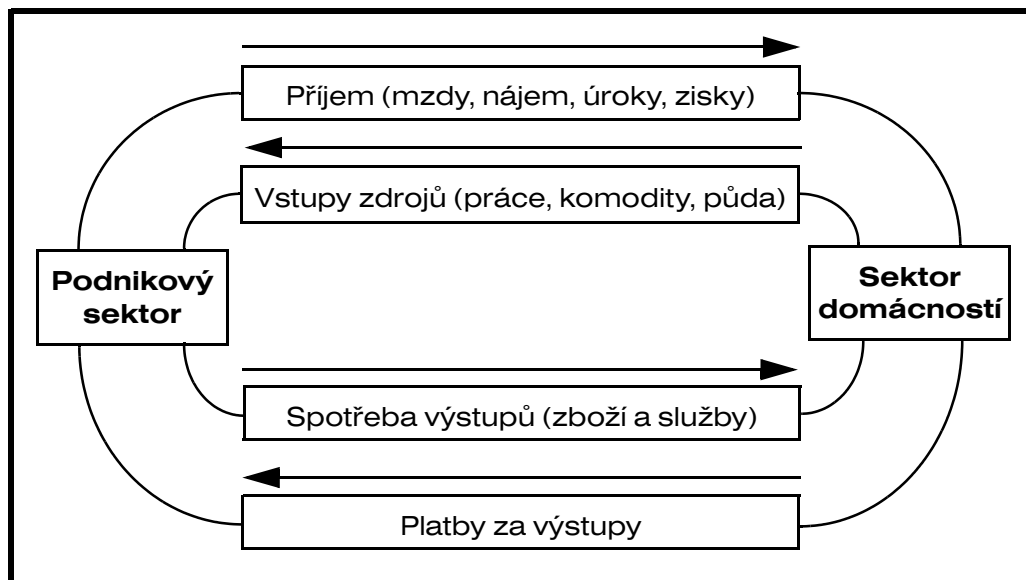 Příjem (mzdy, nájem, úroky, zisky)
Vstupy zdrojů (práce, komodity, půda)
Podnikový
sektor
Sektor
domácností
Spotřeba výstupů (zboží a služby)
Platby za výstupy